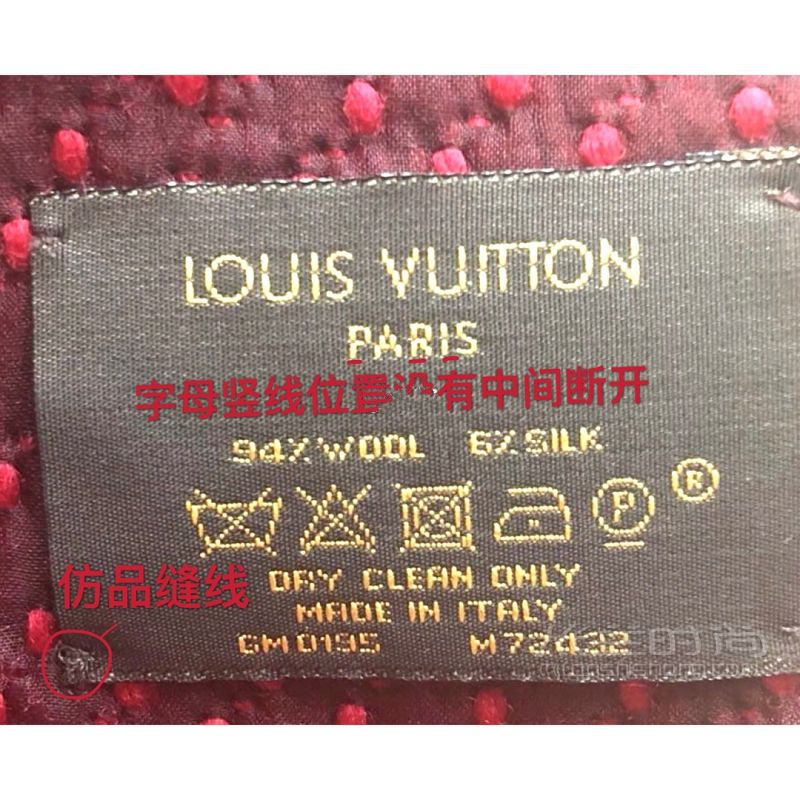 LOUIS VUITTON
PARIS
字母竖线位置没有中间断开
94% WOOL 6% SILK
P
®
仿品缝线
DRY CLEAN ONLY
MADE IN ITALY
GM0195 M72432